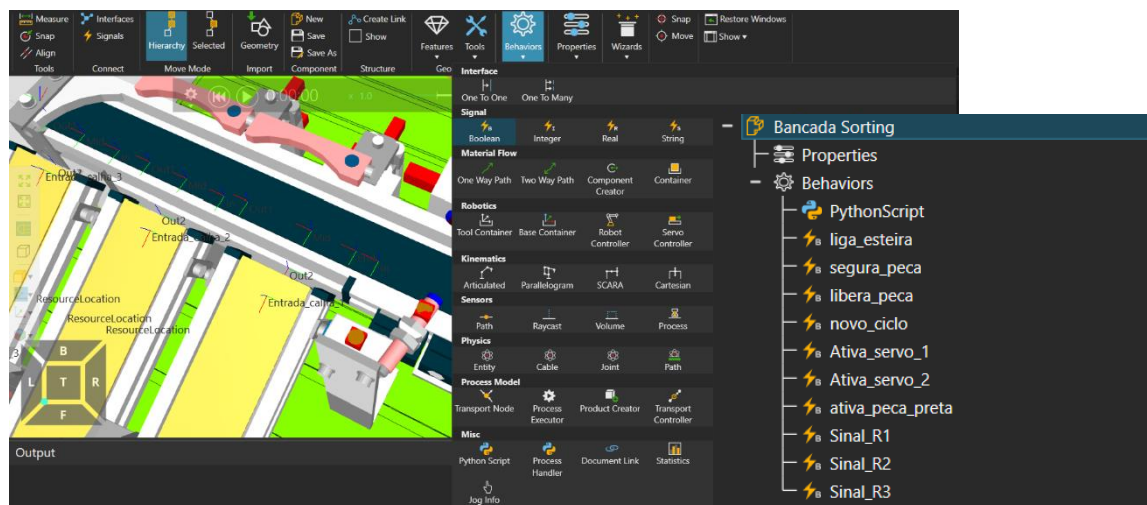 Measure Interfaces New Create Link Snap Restore Windows
Snap Signals Save Show Move Show
Align Hierarchy Selected Geometry Save As Features Tools Behaviors Properties Wizards
Tools Connect Move Mode Import Component Structure Geo
00:00 x 1.0
Interface
One To One One To Many
Signal
Boolean Integer Real String
Material Flow
One Way Path Two Way Path Component Creator Container
Robotics
Tool Container Base Container Robot Controller Servo Controller
Kinematics
Articulated Parallelogram SCARA Cartesian
Sensors
Path Raycast Volume Process
Physics
Entity Cable Joint Path
Process Model
Transport Node Process Executor Product Creator Transport Controller
Misc
Python Script Process Handler Document Link Statistics
Jog Info
Out2
Entrada_calha_2
Out2
ResourceLocation
ResourceLocation
ResourceLocation
B
L T R
F
Output
Bancada Sorting
Properties
Behaviors
PythonScript
liga_esteira
segura_peca
libera_peca
novo_ciclo
Ativa_servo_1
Ativa_servo_2
ativa_peca_preta
Sinal_R1
Sinal_R2
Sinal_R3